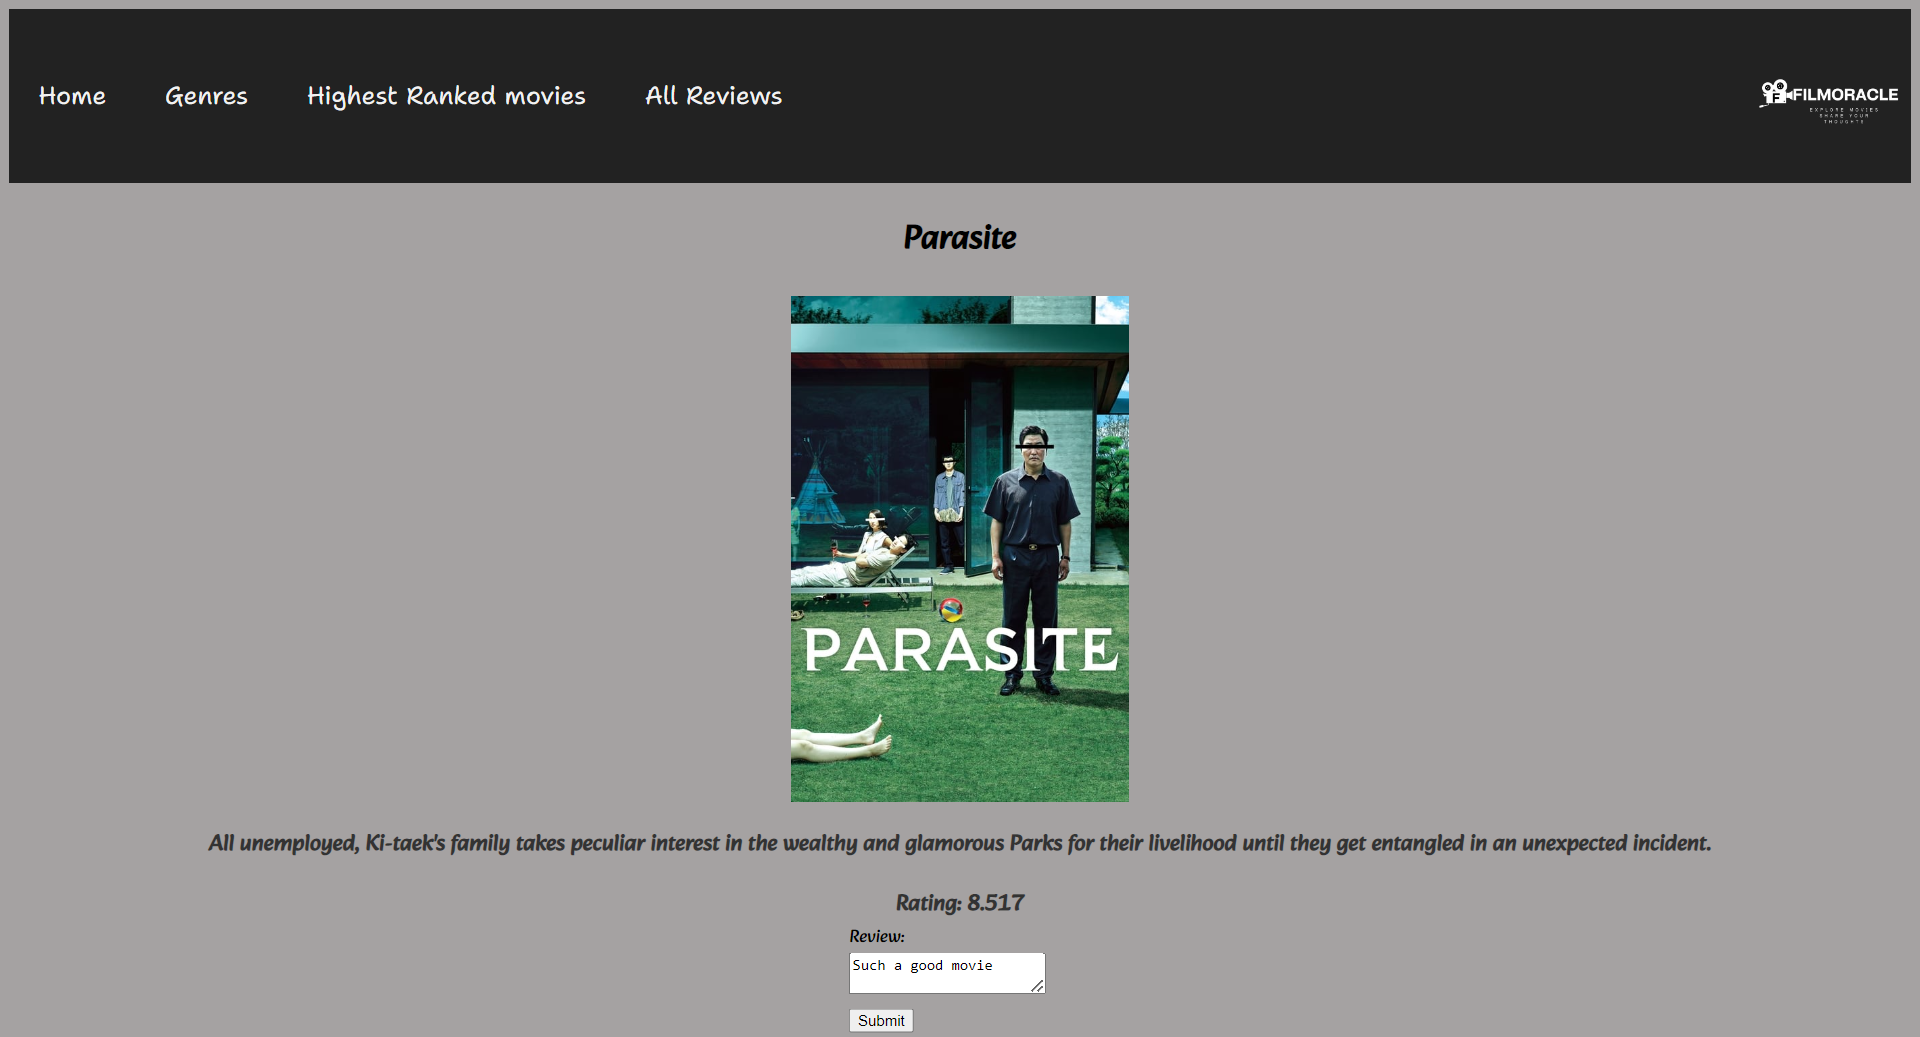 Home Genres Highest Ranked movies All Reviews
FILMORACLE
EXPLORE MOVIES
SHARE YOUR
THOUGHTS
Parasite
PARASITE
All unemployed, Ki-taek's family takes peculiar interest in the wealthy and glamorous Parks for their livelihood until they get entangled in an unexpected incident.
Rating: 8.517
Review:
Such a good movie
Submit